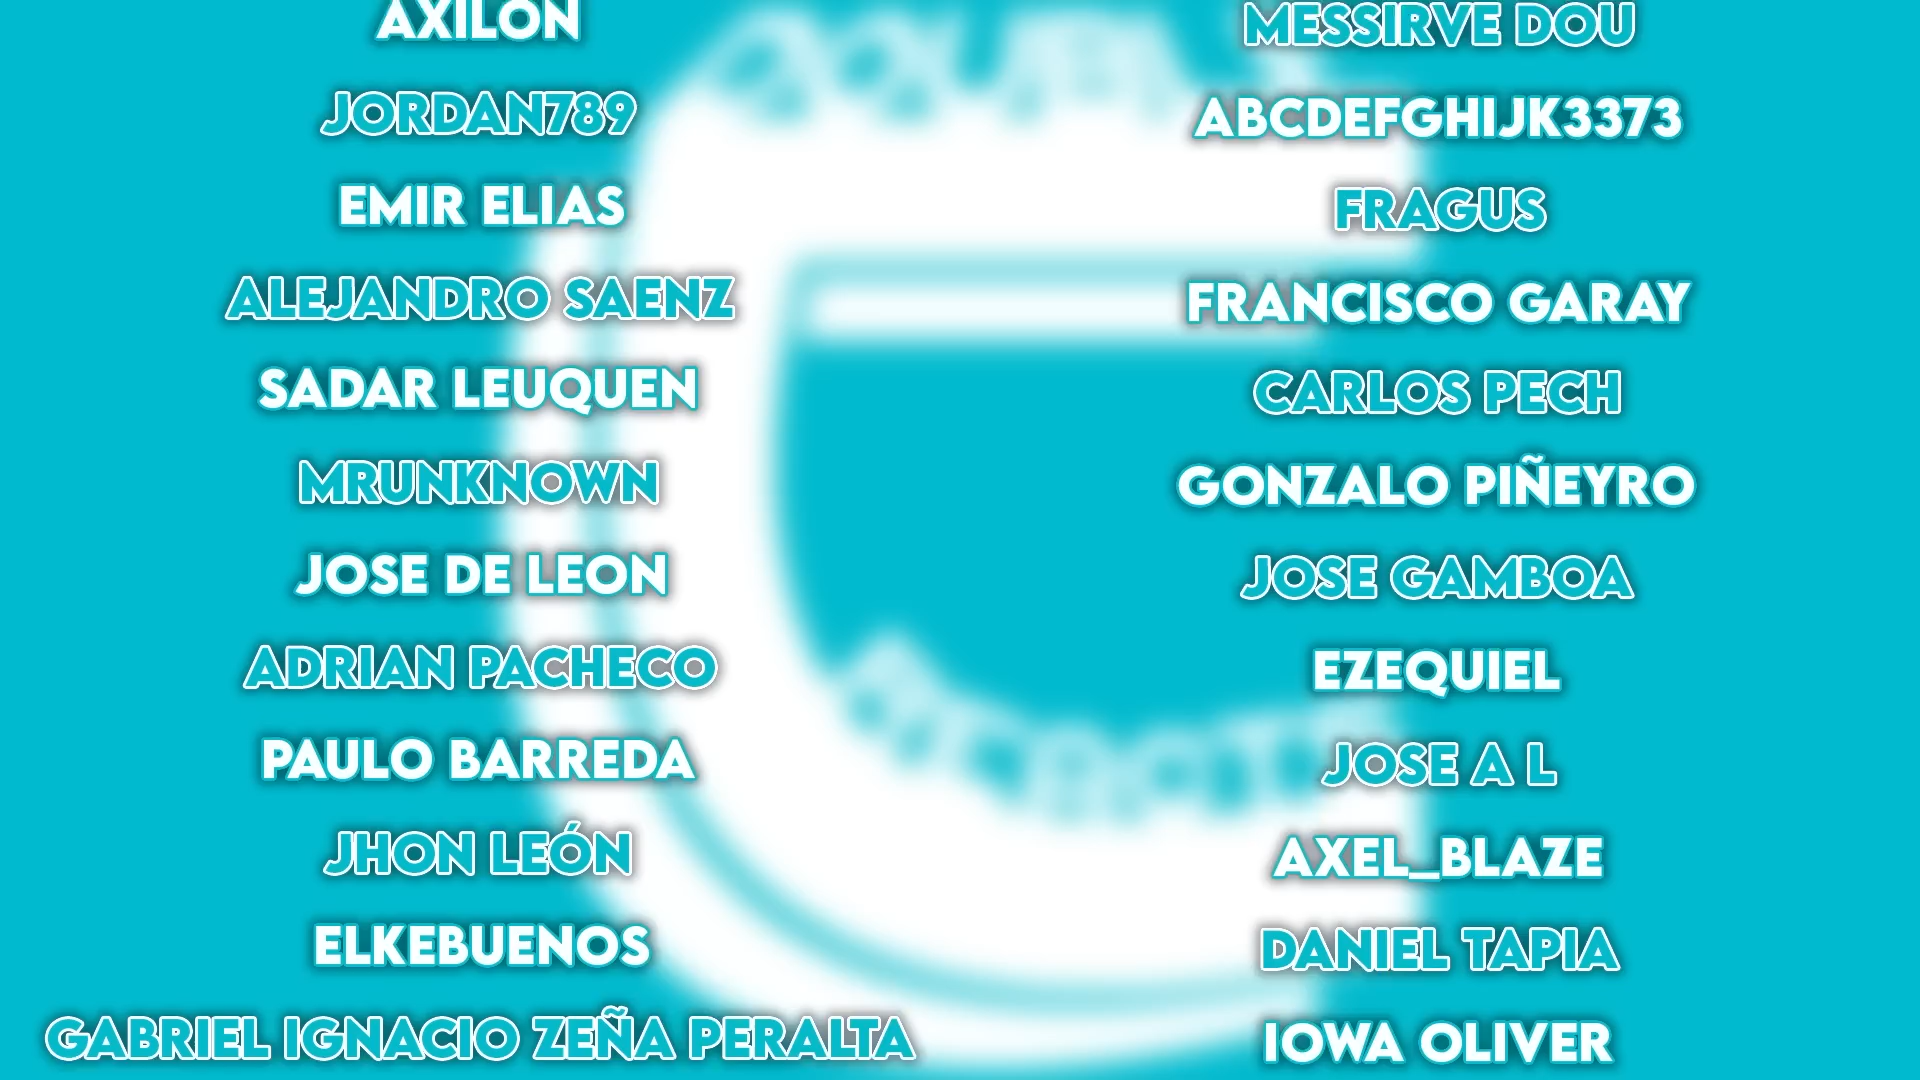 AXILON
JORDAN789
EMIR ELIAS
ALEJANDRO SAENZ
SADAR LEUQUEN
MRUNKNOWN
JOSE DE LEON
ADRIAN PACHECO
PAULO BARREDA
JHON LEÓN
ELKEBUENOS
GABRIEL IGNACIO ZEÑA PERALTA
MESSIRVE DOU
ABCDEFGHIJK3373
FRAGUS
FRANCISCO GARAY
CARLOS PECH
GONZALO PIÑEYRO
JOSE GAMBOA
EZEQUIEL
JOSE A L
AXEL_BLAZE
DANIEL TAPIA
IOWA OLIVER